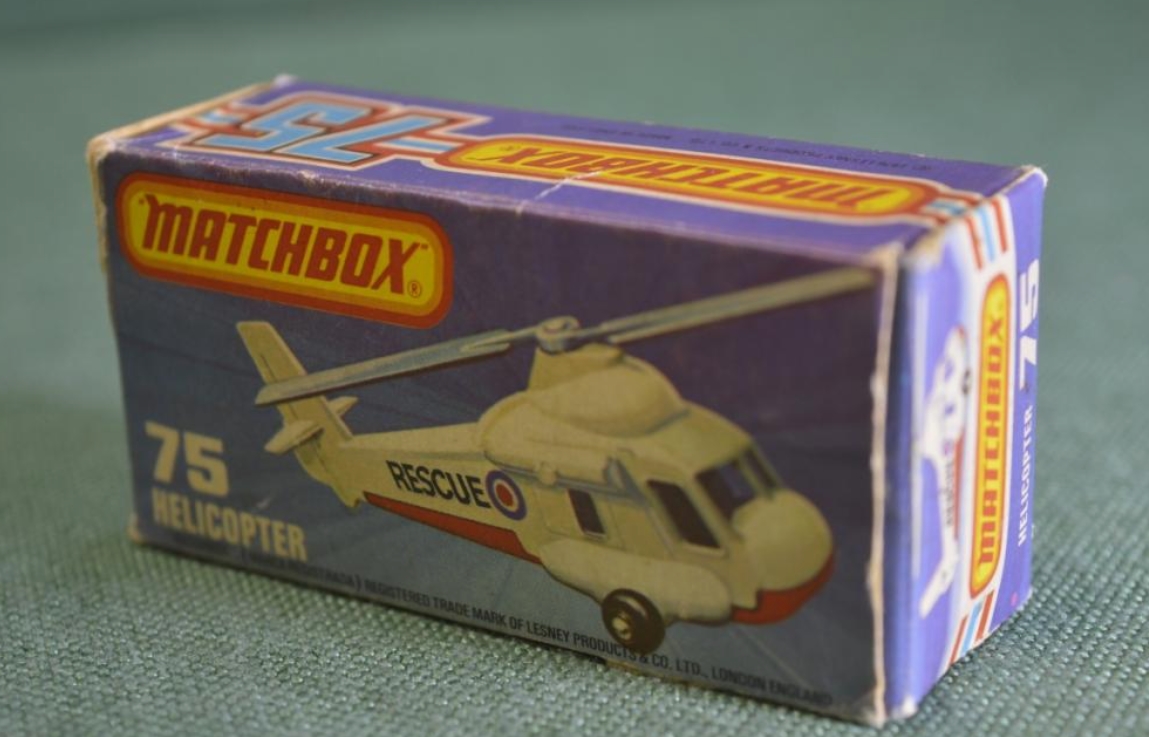 75
MATCHBOX
"MATCHBOX"
®
RESCUE
75
HELICOPTER
REGISTERED TRADE MARK OF LESNEY PRODUCTS & CO. LTD., LONDON ENGLAND
MATCHBOX
HELICOPTER 75